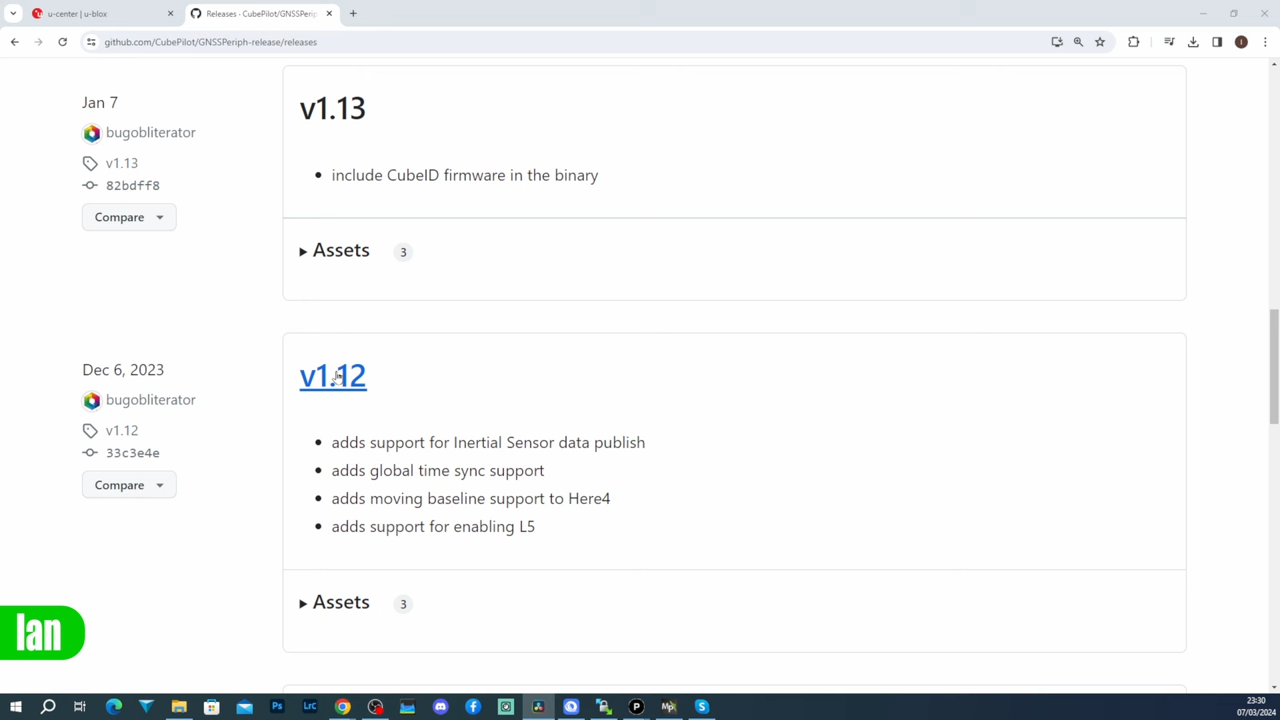 u-center | u-blox
Releases · CubePilot/GNSSPerip
github.com/CubePilot/GNSSPeriph-release/releases
Jan 7
bugobliterator
v1.13
82bdff8
Compare
v1.13
include CubeID firmware in the binary
Assets 3
Dec 6, 2023
bugobliterator
v1.12
33c3e4e
Compare
v1.12
adds support for Inertial Sensor data publish
adds global time sync support
adds moving baseline support to Here4
adds support for enabling L5
Assets 3
Ian
Ps
LrC
P
S
23:30
07/03/2024